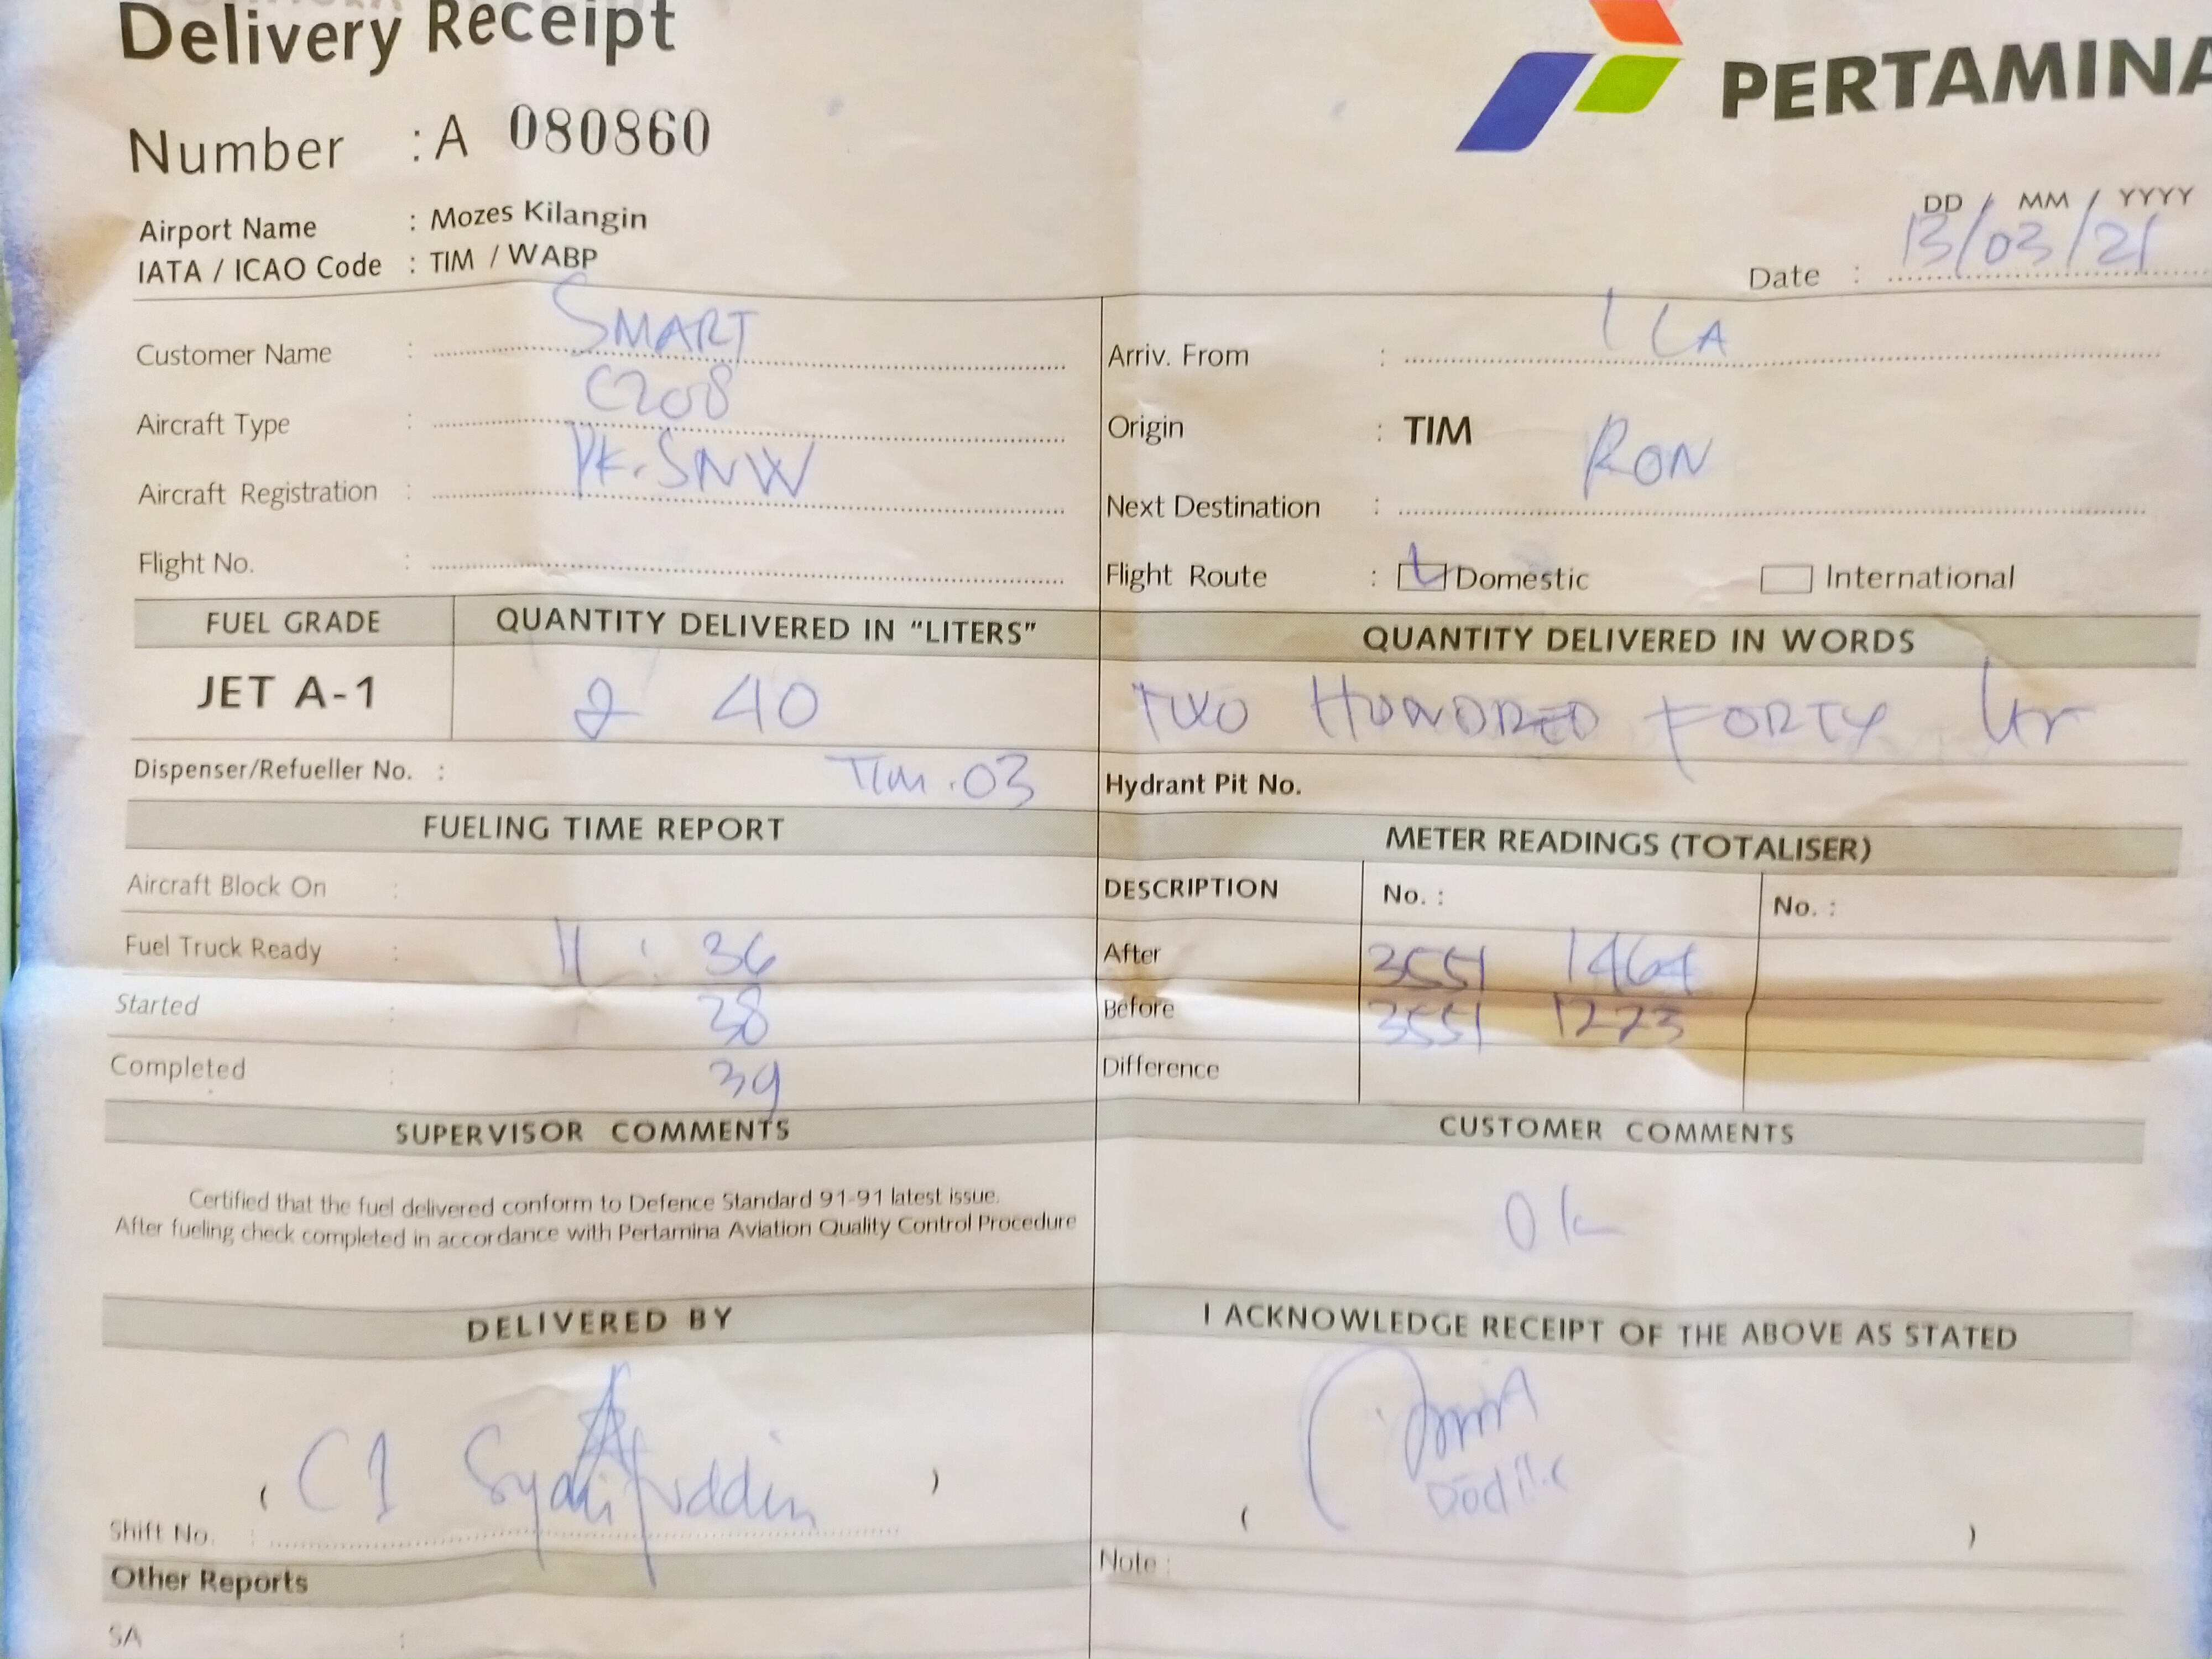 Delivery Receipt
PERTAMINA
Number : A 080860
Airport Name : Mozes Kilangin
IATA / ICAO Code : TIM / WABP
DD / MM / YYYY
Date : 13/03/21
Customer Name : SMART
Aircraft Type : C208
Aircraft Registration : PK-SNW
Flight No. :
Arriv. From :
Origin : TIM
Next Destination : RON
Flight Route : Domestic International
FUEL GRADE QUANTITY DELIVERED IN “LITERS” QUANTITY DELIVERED IN WORDS
JET A-1 2 40 TWO HUNDRED FORTY Ltr
Dispenser/Refueller No. : TIM.03 Hydrant Pit No.
FUELING TIME REPORT
Aircraft Block On :
Fuel Truck Ready : 11 : 36
Started : 38
Completed : 39
METER READINGS (TOTALISER)
DESCRIPTION No. : No. :
After 3551
Before 3551
Difference
SUPERVISOR COMMENTS
Certified that the fuel delivered conform to Defence Standard 91-91 latest issue.
After fueling check completed in accordance with Pertamina Aviation Quality Control Procedure
CUSTOMER COMMENTS
Ok
DELIVERED BY
( C1 Syaifuddin )
Shift No. :
I ACKNOWLEDGE RECEIPT OF THE ABOVE AS STATED
( )
Other Reports
SA :
Note :